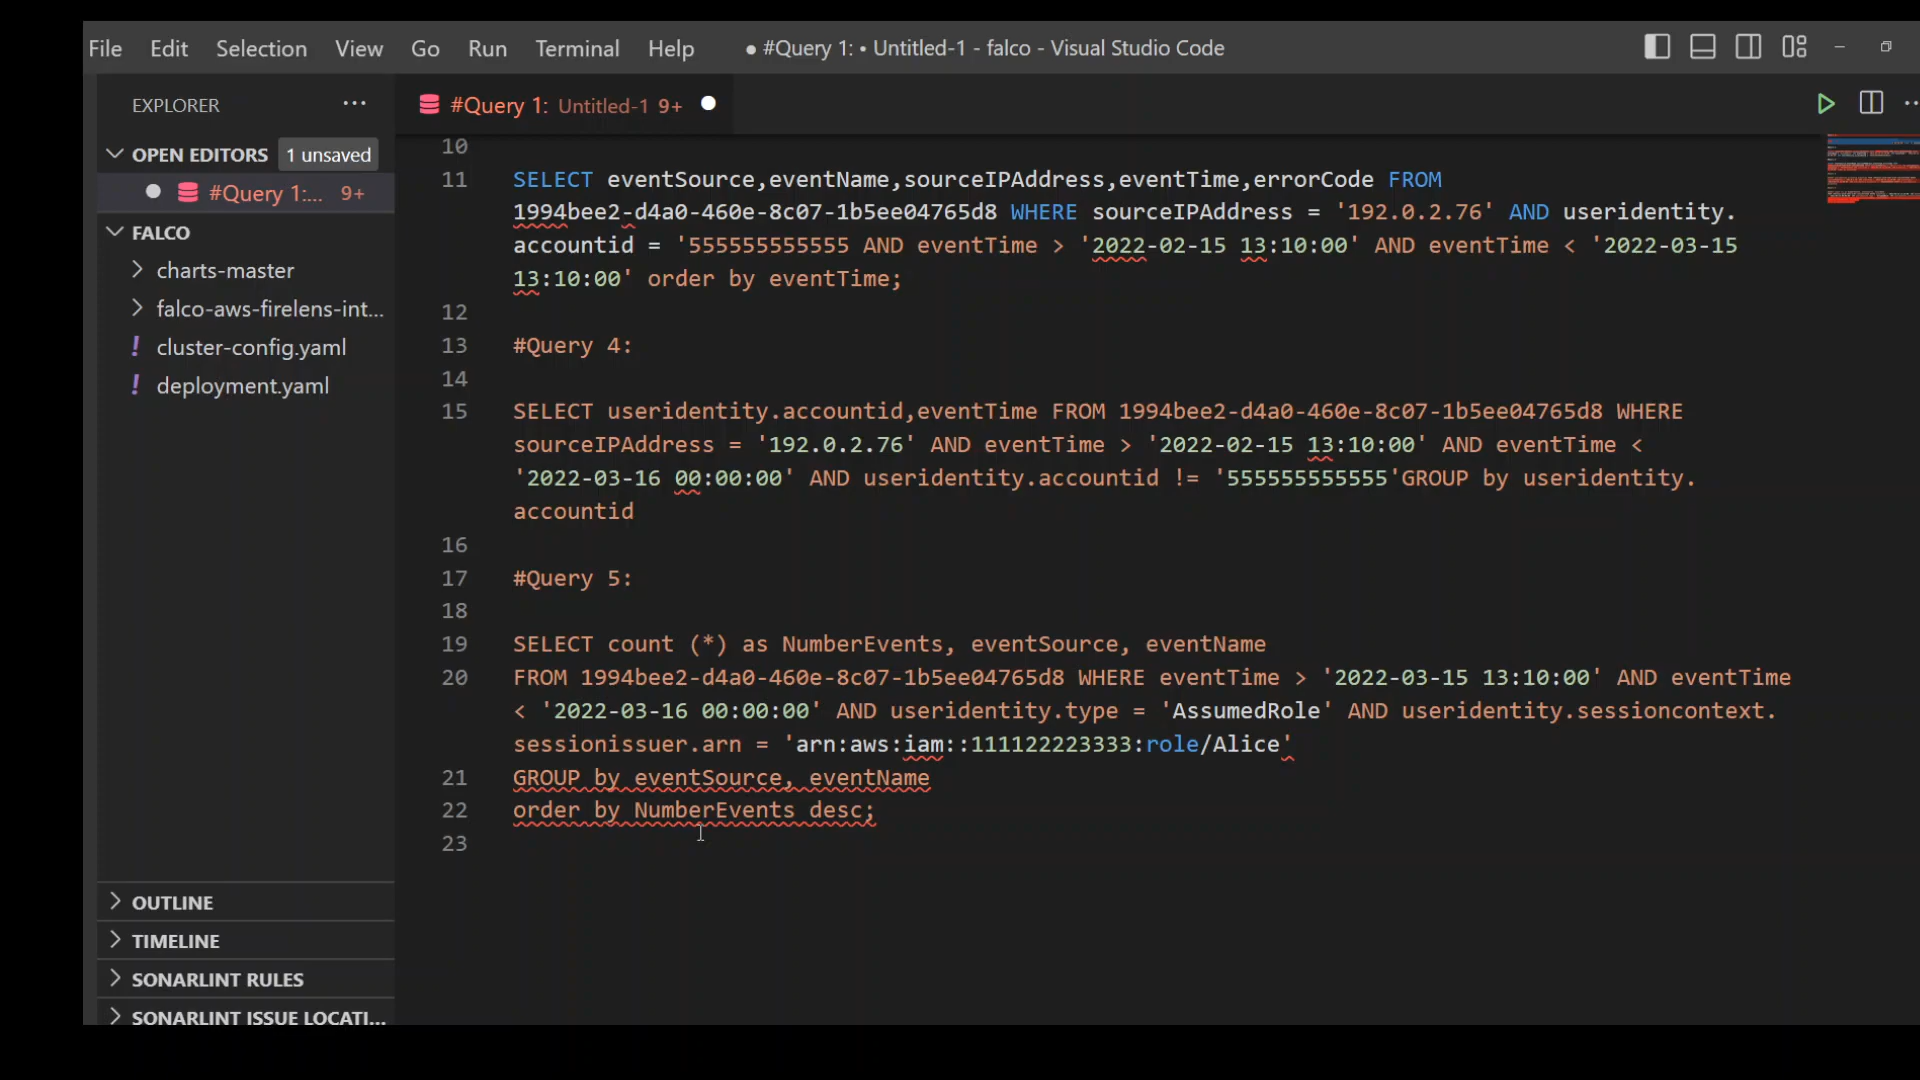 File Edit Selection View Go Run Terminal Help ● #Query 1: • Untitled-1 - falco - Visual Studio Code
EXPLORER ···
#Query 1: Untitled-1 9+
OPEN EDITORS 1 unsaved
#Query 1:... 9+
FALCO
charts-master
falco-aws-firelens-int...
! cluster-config.yaml
! deployment.yaml
OUTLINE
TIMELINE
SONARLINT RULES
SONARLINT ISSUE LOCATI...
10
11 SELECT eventSource,eventName,sourceIPAddress,eventTime,errorCode FROM
1994bee2-d4a0-460e-8c07-1b5ee04765d8 WHERE sourceIPAddress = '192.0.2.76' AND useridentity.
accountid = '555555555555 AND eventTime > '2022-02-15 13:10:00' AND eventTime < '2022-03-15
13:10:00' order by eventTime;
12
13 #Query 4:
14
15 SELECT useridentity.accountid,eventTime FROM 1994bee2-d4a0-460e-8c07-1b5ee04765d8 WHERE
sourceIPAddress = '192.0.2.76' AND eventTime > '2022-02-15 13:10:00' AND eventTime <
'2022-03-16 00:00:00' AND useridentity.accountid != '555555555555'GROUP by useridentity.
accountid
16
17 #Query 5:
18
19 SELECT count (*) as NumberEvents, eventSource, eventName
20 FROM 1994bee2-d4a0-460e-8c07-1b5ee04765d8 WHERE eventTime > '2022-03-15 13:10:00' AND eventTime
< '2022-03-16 00:00:00' AND useridentity.type = 'AssumedRole' AND useridentity.sessioncontext.
sessionissuer.arn = 'arn:aws:iam::111122223333:role/Alice'
21 GROUP by eventSource, eventName
22 order by NumberEvents desc;
23